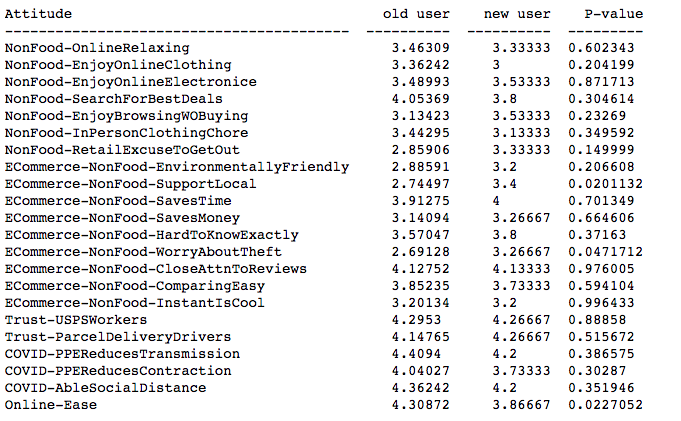 Attitude old user new user P-value
---------------------------------------- ---------- ---------- ---------
NonFood-OnlineRelaxing 3.46309 3.33333 0.602343
NonFood-EnjoyOnlineClothing 3.36242 3 0.204199
NonFood-EnjoyOnlineElectronice 3.48993 3.53333 0.871713
NonFood-SearchForBestDeals 4.05369 3.8 0.304614
NonFood-EnjoyBrowsingWOBuying 3.13423 3.53333 0.23269
NonFood-InPersonClothingChore 3.44295 3.13333 0.349592
NonFood-RetailExcuseToGetOut 2.85906 3.33333 0.149999
ECommerce-NonFood-EnvironmentallyFriendly 2.88591 3.2 0.206608
ECommerce-NonFood-SupportLocal 2.74497 3.4 0.0201132
ECommerce-NonFood-SavesTime 3.91275 4 0.701349
ECommerce-NonFood-SavesMoney 3.14094 3.26667 0.664606
ECommerce-NonFood-HardToKnowExactly 3.57047 3.8 0.37163
ECommerce-NonFood-WorryAboutTheft 2.69128 3.26667 0.0471712
ECommerce-NonFood-CloseAttnToReviews 4.12752 4.13333 0.976005
ECommerce-NonFood-ComparingEasy 3.85235 3.73333 0.594104
ECommerce-NonFood-InstantIsCool 3.20134 3.2 0.996433
Trust-USPSWorkers 4.2953 4.26667 0.88858
Trust-ParcelDeliveryDrivers 4.14765 4.26667 0.515672
COVID-PPEReducesTransmission 4.4094 4.2 0.386575
COVID-PPEReducesContraction 4.04027 3.73333 0.30287
COVID-AbleSocialDistance 4.36242 4.2 0.351946
Online-Ease 4.30872 3.86667 0.0227052